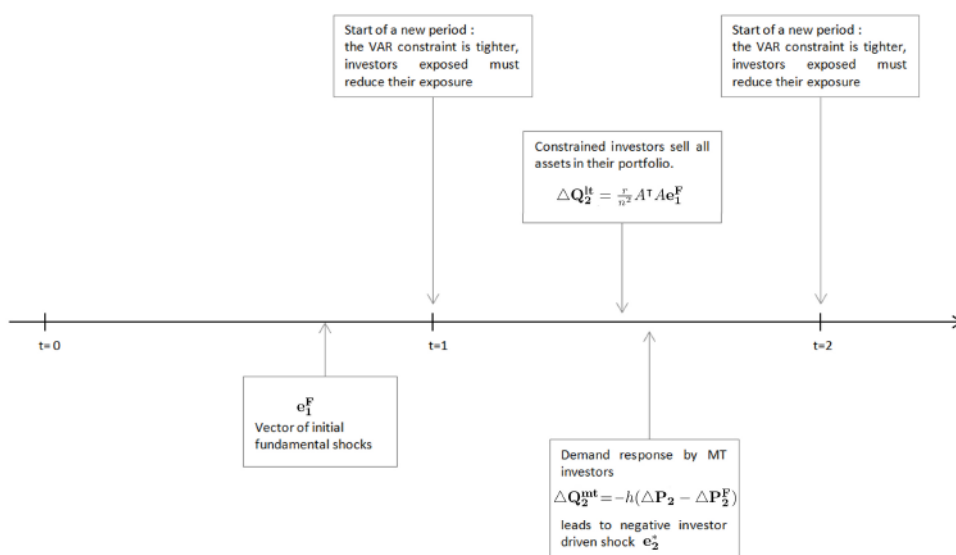 Start of a new period :
the VAR constraint is tighter,
investors exposed must
reduce their exposure
Start of a new period :
the VAR constraint is tighter,
investors exposed must
reduce their exposure
Constrained investors sell all
assets in their portfolio.
△Q₂ˡᵗ = r/n² AᵀAe₁ᶠ
t=0
t=1
t=2
e₁ᶠ
Vector of initial
fundamental shocks
Demand response by MT
investors
△Q₂ᵐᵗ=-h(△P₂ − △P₂ᶠ)
leads to negative investor
driven shock e₂*